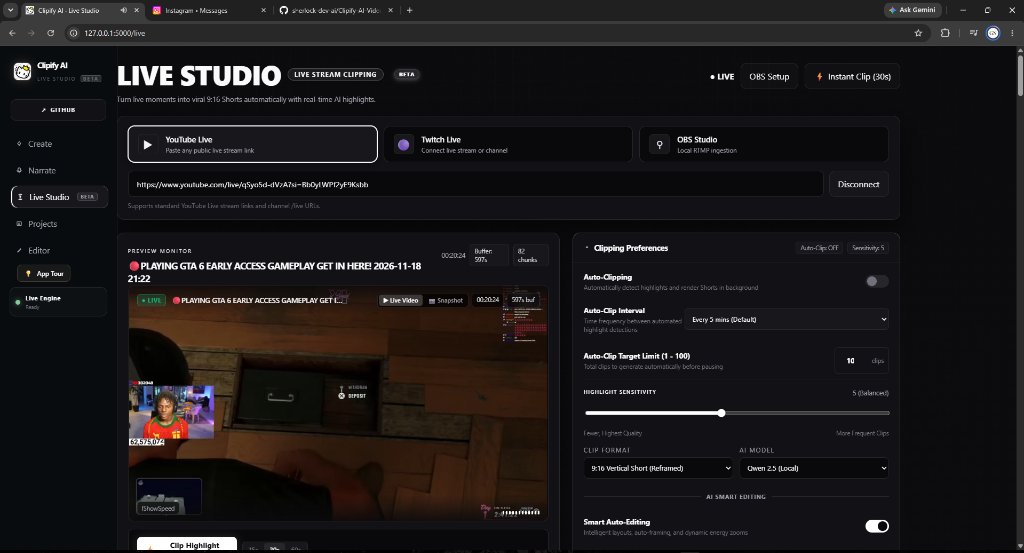 Clipify AI - Live Studio
Instagram • Messages
sherlock-dev-ai/Clipify-AI-Vide
Ask Gemini
127.0.0.1:5000/live
Clipify AI
LIVE STUDIO BETA
GITHUB
Create
Narrate
Live Studio BETA
Projects
Editor
App Tour
Live Engine
Ready
LIVE STUDIO LIVE STREAM CLIPPING BETA
Turn live moments into viral 9:16 Shorts automatically with real-time AI highlights.
• LIVE
OBS Setup
Instant Clip (30s)
YouTube Live
Paste any public live stream link
Twitch Live
Connect live stream or channel
OBS Studio
Local RTMP ingestion
Disconnect
Supports standard YouTube Live stream links and channel /live URLs.
PREVIEW MONITOR
00:20:24
Buffer: 597s
82 chunks
PLAYING GTA 6 EARLY ACCESS GAMEPLAY GET IN HERE! 2026-11-18
21:22
• LIVE
PLAYING GTA 6 EARLY ACCESS GAMEPLAY GET I...
Live Video
Snapshot
00:20:24
597s buf
WITHDRAW
DEPOSIT
62,575,074
IShowSpeed
Clip Highlight
Clipping Preferences
Auto-Clip: OFF
Sensitivity: 5
Auto-Clipping
Automatically detect highlights and render Shorts in background
Auto-Clip Interval
Time frequency between automated
highlight detections
Every 5 mins (Default)
Auto-Clip Target Limit (1 - 100)
Total clips to generate automatically before pausing
10 clips
HIGHLIGHT SENSITIVITY
5 (Balanced)
Fewer, Highest Quality
More Frequent Clips
CLIP FORMAT
AI MODEL
9:16 Vertical Short (Reframed)
Qwen 2.5 (Local)
AI SMART EDITING
Smart Auto-Editing
Intelligent layouts, auto-framing, and dynamic energy zooms